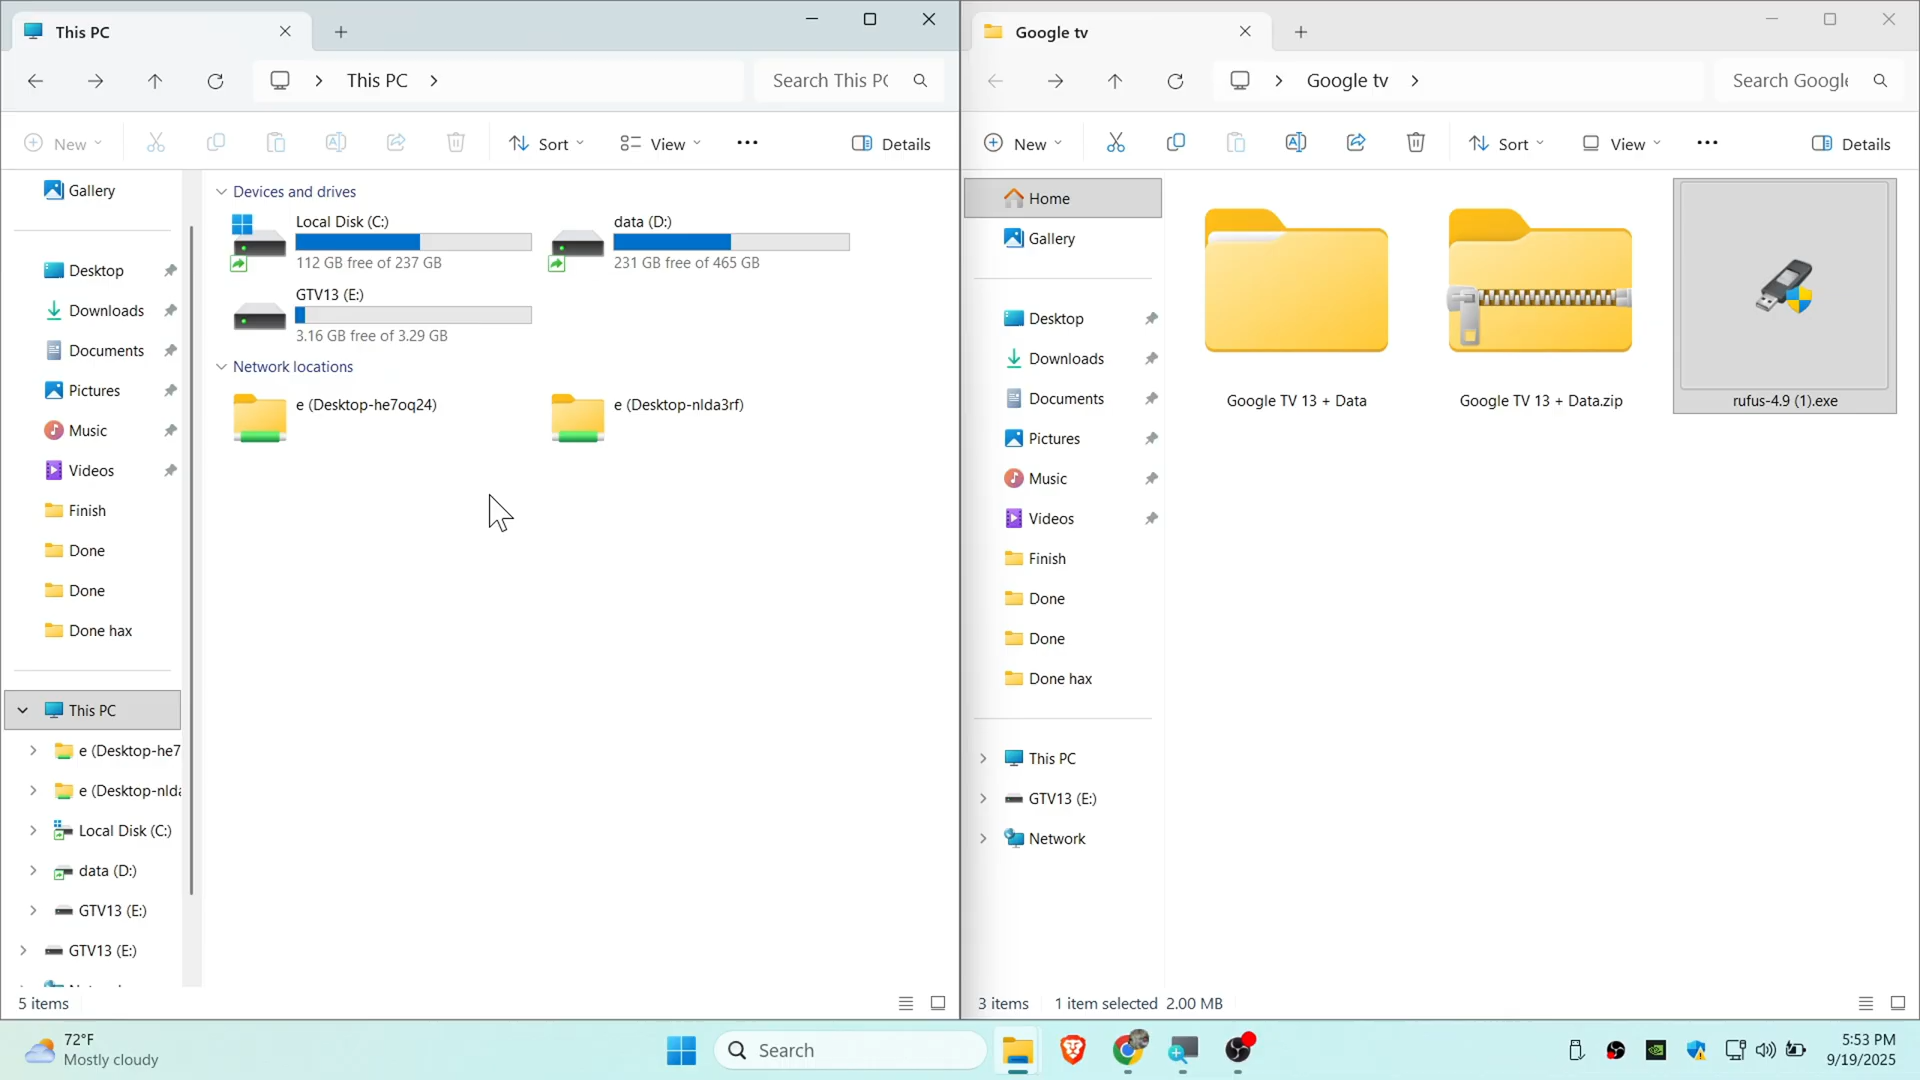 This PC
This PC
Search This PC
New
Sort
View
Details
Gallery
Desktop
Downloads
Documents
Pictures
Music
Videos
Finish
Done
Done
Done hax
This PC
e (Desktop-he7
e (Desktop-nlda
Local Disk (C:)
data (D:)
GTV13 (E:)
GTV13 (E:)
Devices and drives
Local Disk (C:)
112 GB free of 237 GB
data (D:)
231 GB free of 465 GB
GTV13 (E:)
3.16 GB free of 3.29 GB
Network locations
e (Desktop-he7oq24)
e (Desktop-nlda3rf)
5 items
Google tv
Google tv
Search Google
New
Sort
View
Details
Home
Gallery
Desktop
Downloads
Documents
Pictures
Music
Videos
Finish
Done
Done
Done hax
This PC
GTV13 (E:)
Network
Google TV 13 + Data
Google TV 13 + Data.zip
rufus-4.9 (1).exe
3 items 1 item selected 2.00 MB
72°F
Mostly cloudy
Search
5:53 PM
9/19/2025